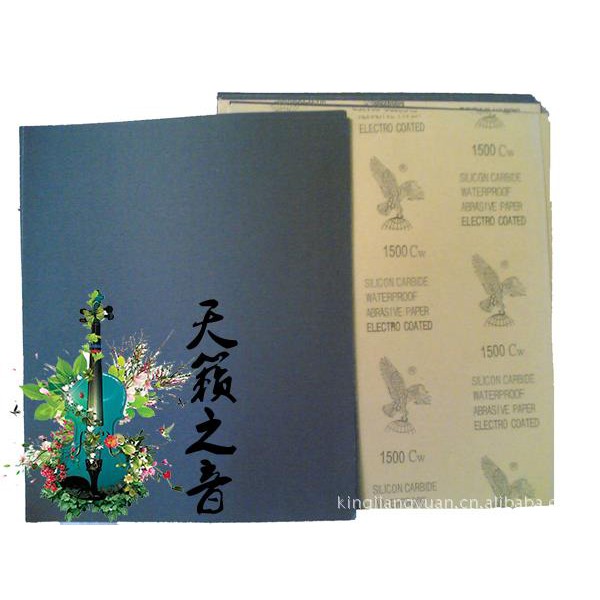 天籁之音
ELECTRO COATED
1500 Cw
SILICON CARBIDE
WATERPROOF
ABRASIVE PAPER
ELECTRO COATED
1500 Cw
SILICON CARBIDE
WATERPROOF
ABRASIVE PAPER
ELECTRO COATED
1500 Cw
SILICON CARBIDE
WATERPROOF
ABRASIVE PAPER
ELECTRO COATED
1500 Cw
SILICON CARBIDE
kingjiangyuan.cn.alibaba.c